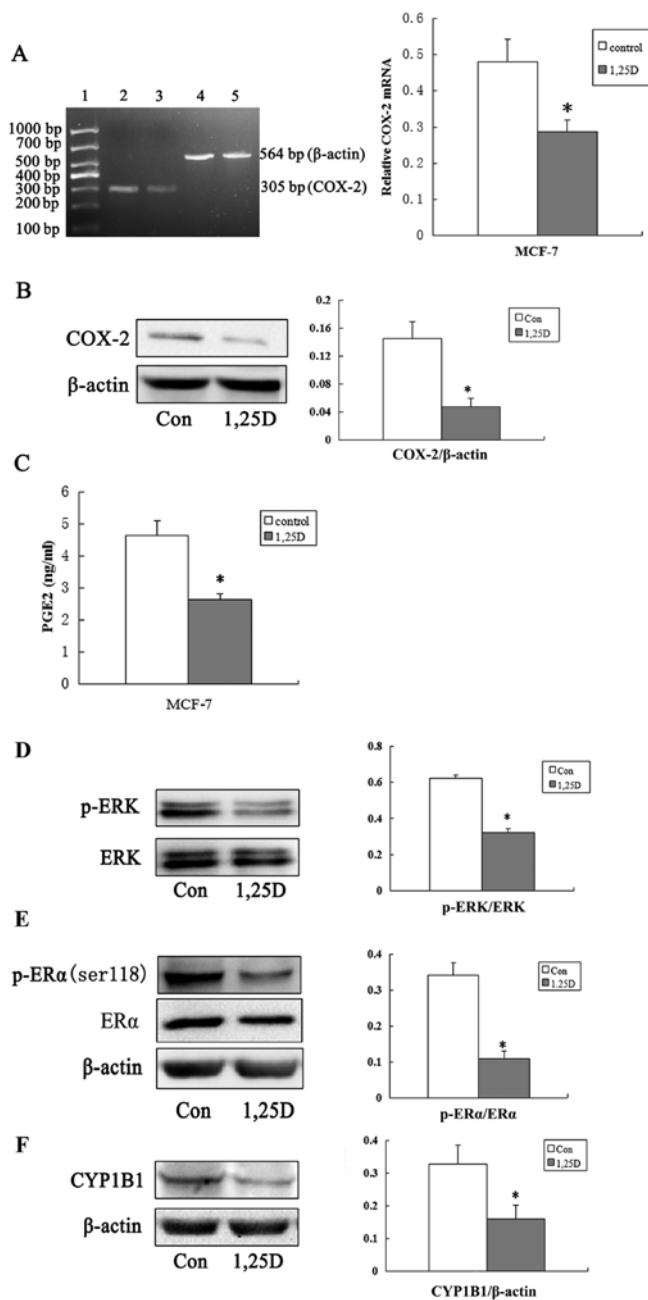 A
1 2 3 4 5
1000 bp
700 bp
500 bp
400 bp
300 bp
200 bp
100 bp
564 bp (β-actin)
305 bp (COX-2)
Relative COX-2 mRNA
0.6
0.5
0.4
0.3
0.2
0.1
0
*
control
1,25D
MCF-7
B
COX-2
β-actin
Con 1,25D
0.2
0.16
0.12
0.08
0.04
0
*
Con
1,25D
COX-2/β-actin
C
PGE2 (ng/ml)
6
5
4
3
2
1
0
*
control
1,25D
MCF-7
D
p-ERK
ERK
Con 1,25D
0.8
0.6
0.4
0.2
0
*
Con
1,25D
p-ERK/ERK
E
p-ERα(ser118)
ERα
β-actin
Con 1,25D
0.4
0.3
0.2
0.1
0
*
Con
1.25D
p-ERα/ERα
F
CYP1B1
β-actin
Con 1,25D
0.4
0.3
0.2
0.1
0
*
Con
1,25D
CYP1B1/β-actin